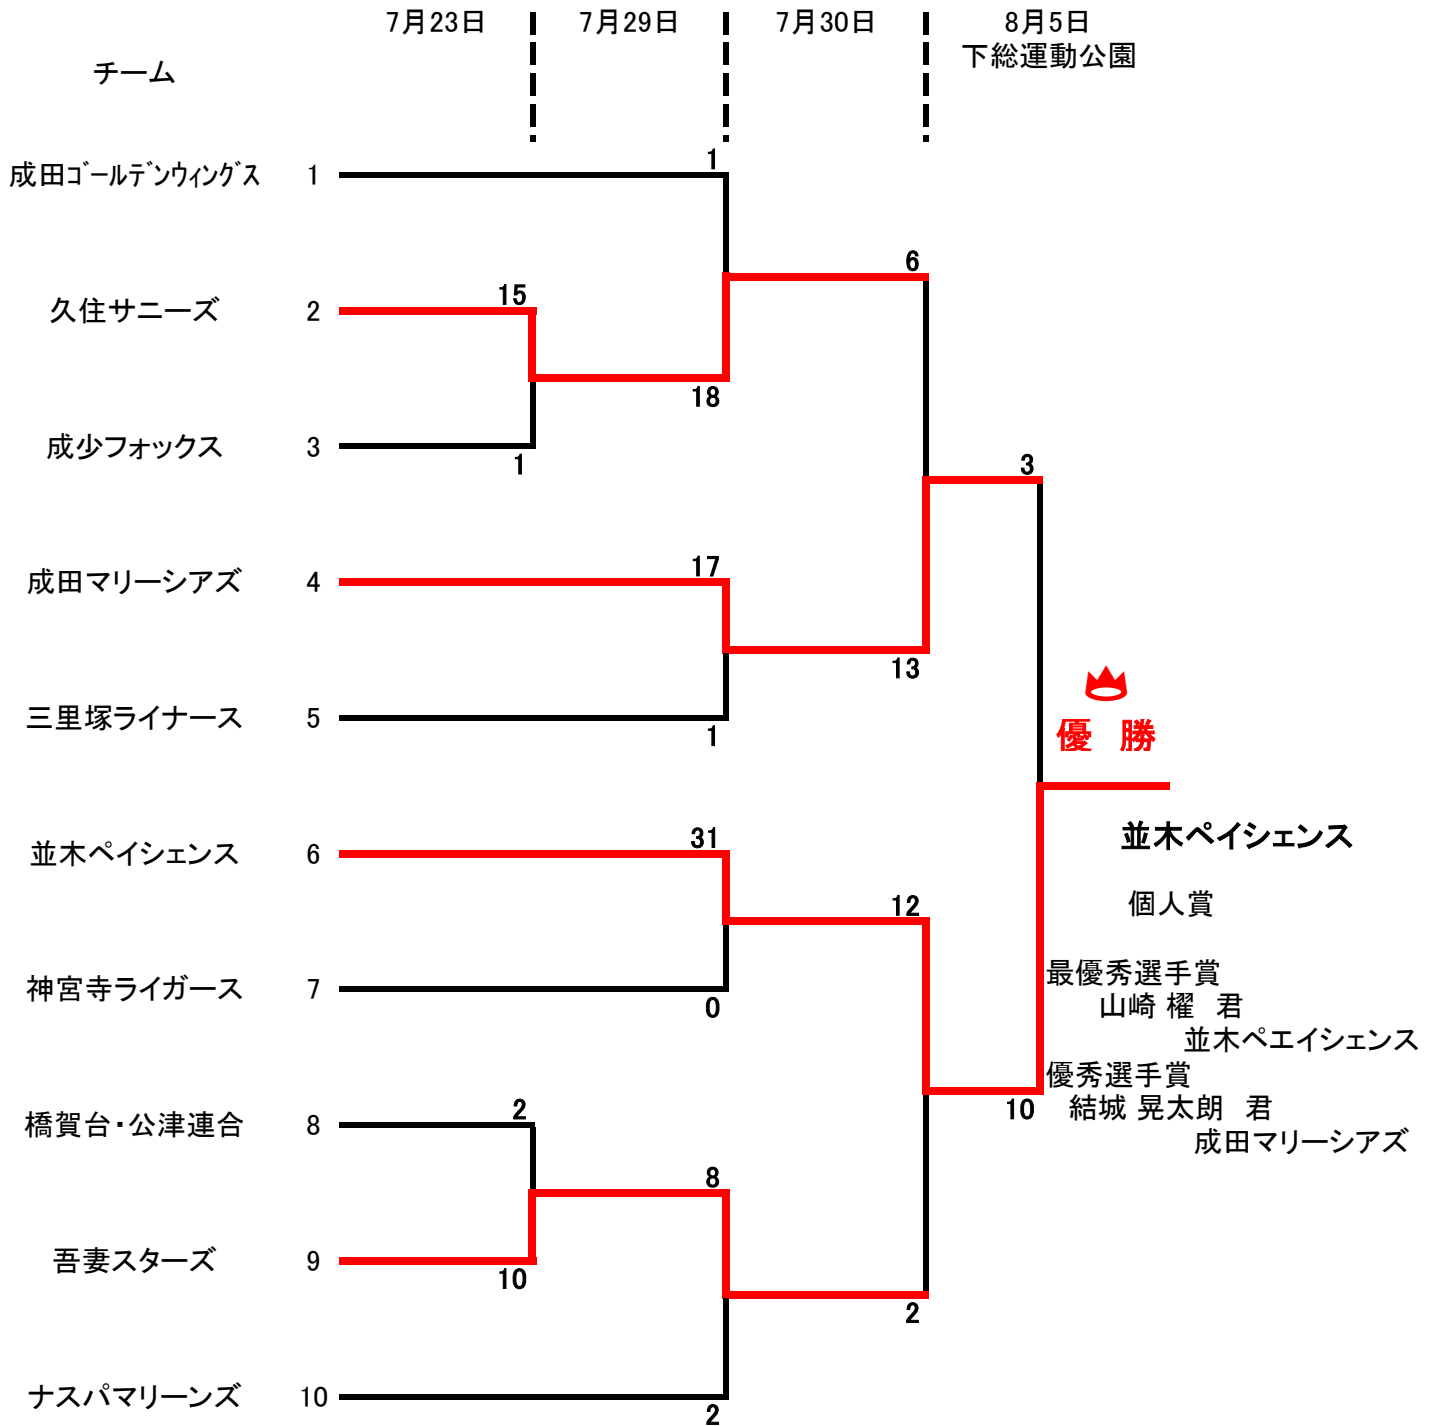 7月23日 7月29日 7月30日 8月5日
下総運動公園
チーム
1
成田ｺﾞｰﾙﾃﾞﾝｳｨﾝｸﾞｽ 1
6
15
久住サニーズ 2
18
成少フォックス 3
1
3
17
成田マリーシアズ 4
13
三里塚ライナース 5
1
優 勝
31
並木ペイシェンス
並木ペイシェンス 6
12
個人賞
最優秀選手賞
神宮寺ライガース 7
0
山崎 櫂 君
並木ペエイシェンス
優秀選手賞
10
結城 晃太朗 君
2
橋賀台・公津連合 8
成田マリーシアズ
8
吾妻スターズ 9
10
2
ナスパマリーンズ 10
2